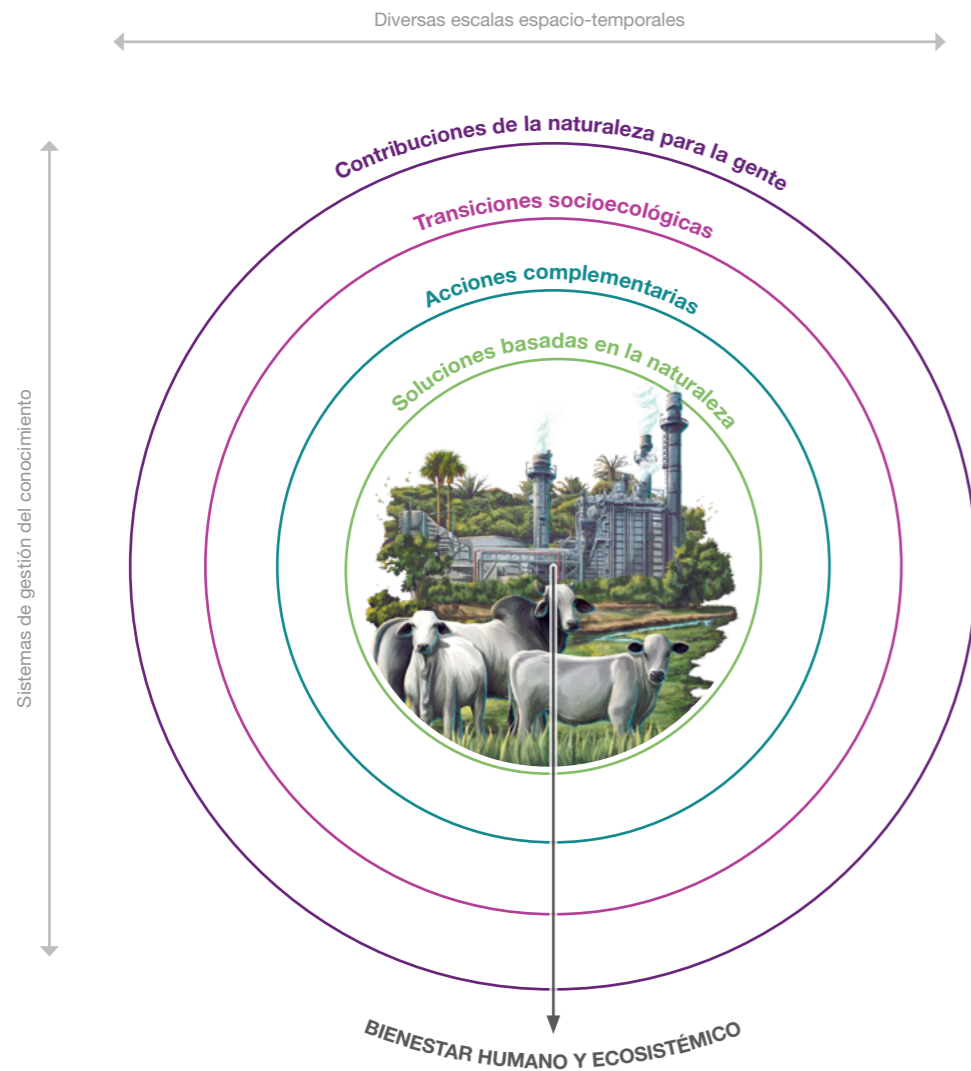 Diversas escalas espacio-temporales
Sistemas de gestión del conocimiento
Contribuciones de la naturaleza para la gente
Transiciones socioecológicas
Acciones complementarias
Soluciones basadas en la naturaleza
BIENESTAR HUMANO Y ECOSISTÉMICO